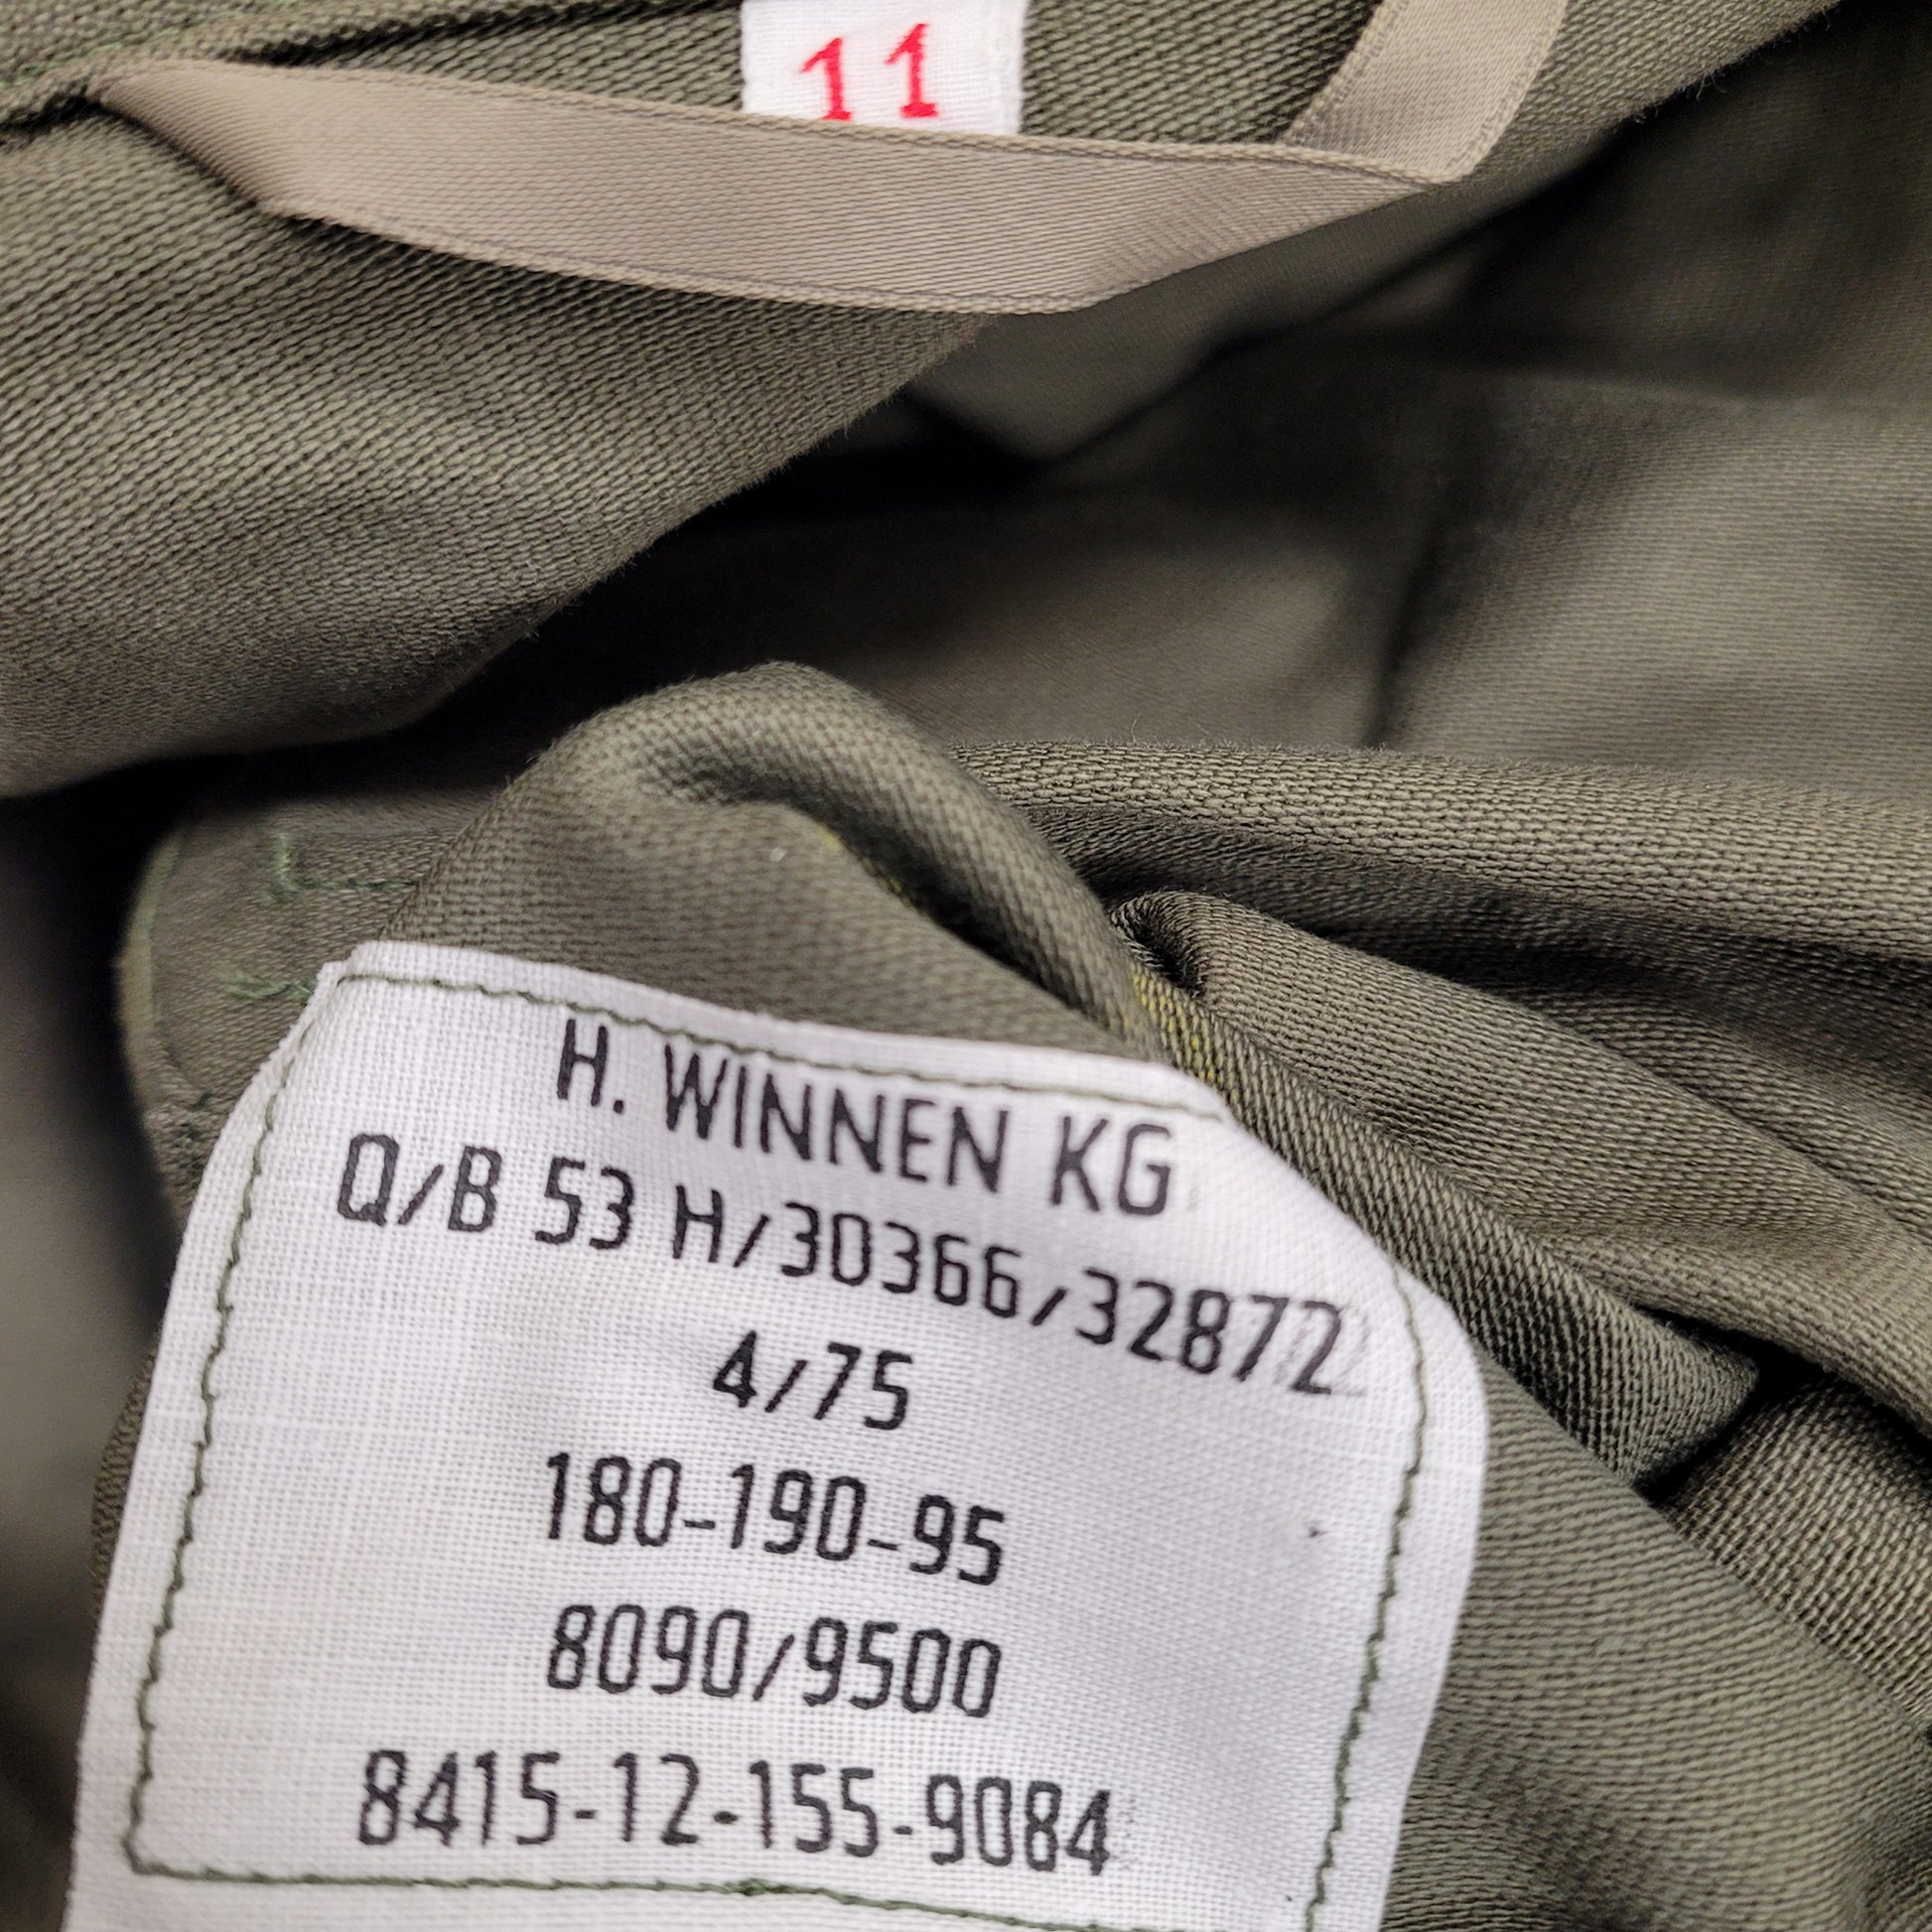 11
H. WINNEN KG
Q/B 53 H/30366/32872
4/75
180-190-95
8090/9500
8415-12-155-9084